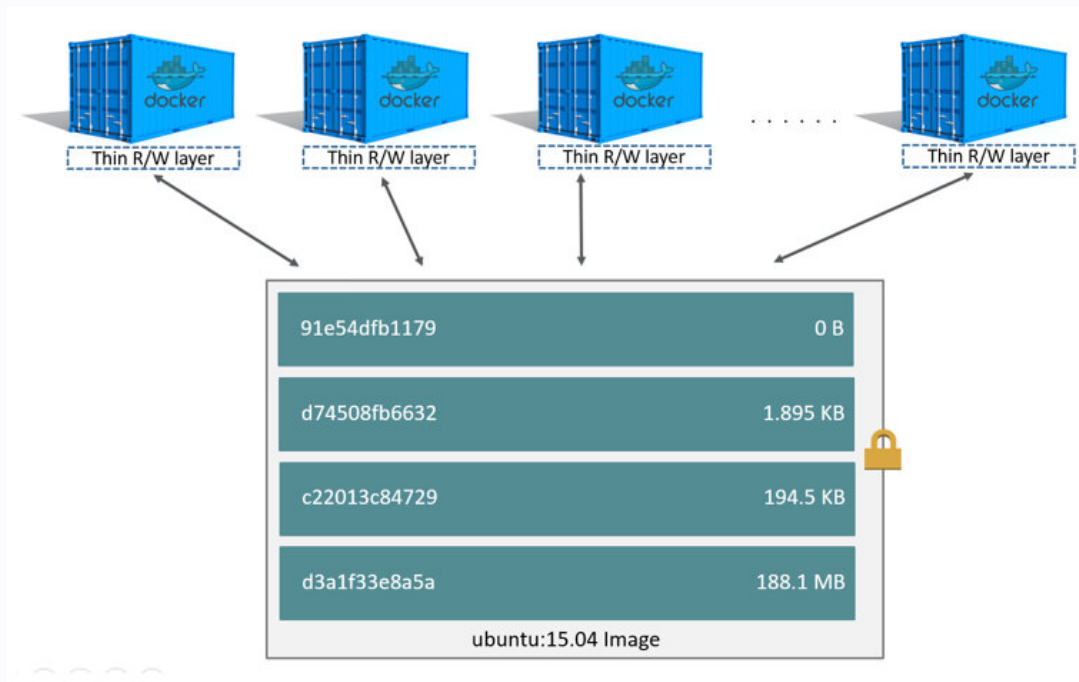 docker docker docker docker
. . . . . .
Thin R/W layer Thin R/W layer Thin R/W layer Thin R/W layer
91e54dfb1179 0 B
d74508fb6632 1.895 KB
c22013c84729 194.5 KB
d3a1f33e8a5a 188.1 MB
ubuntu:15.04 Image